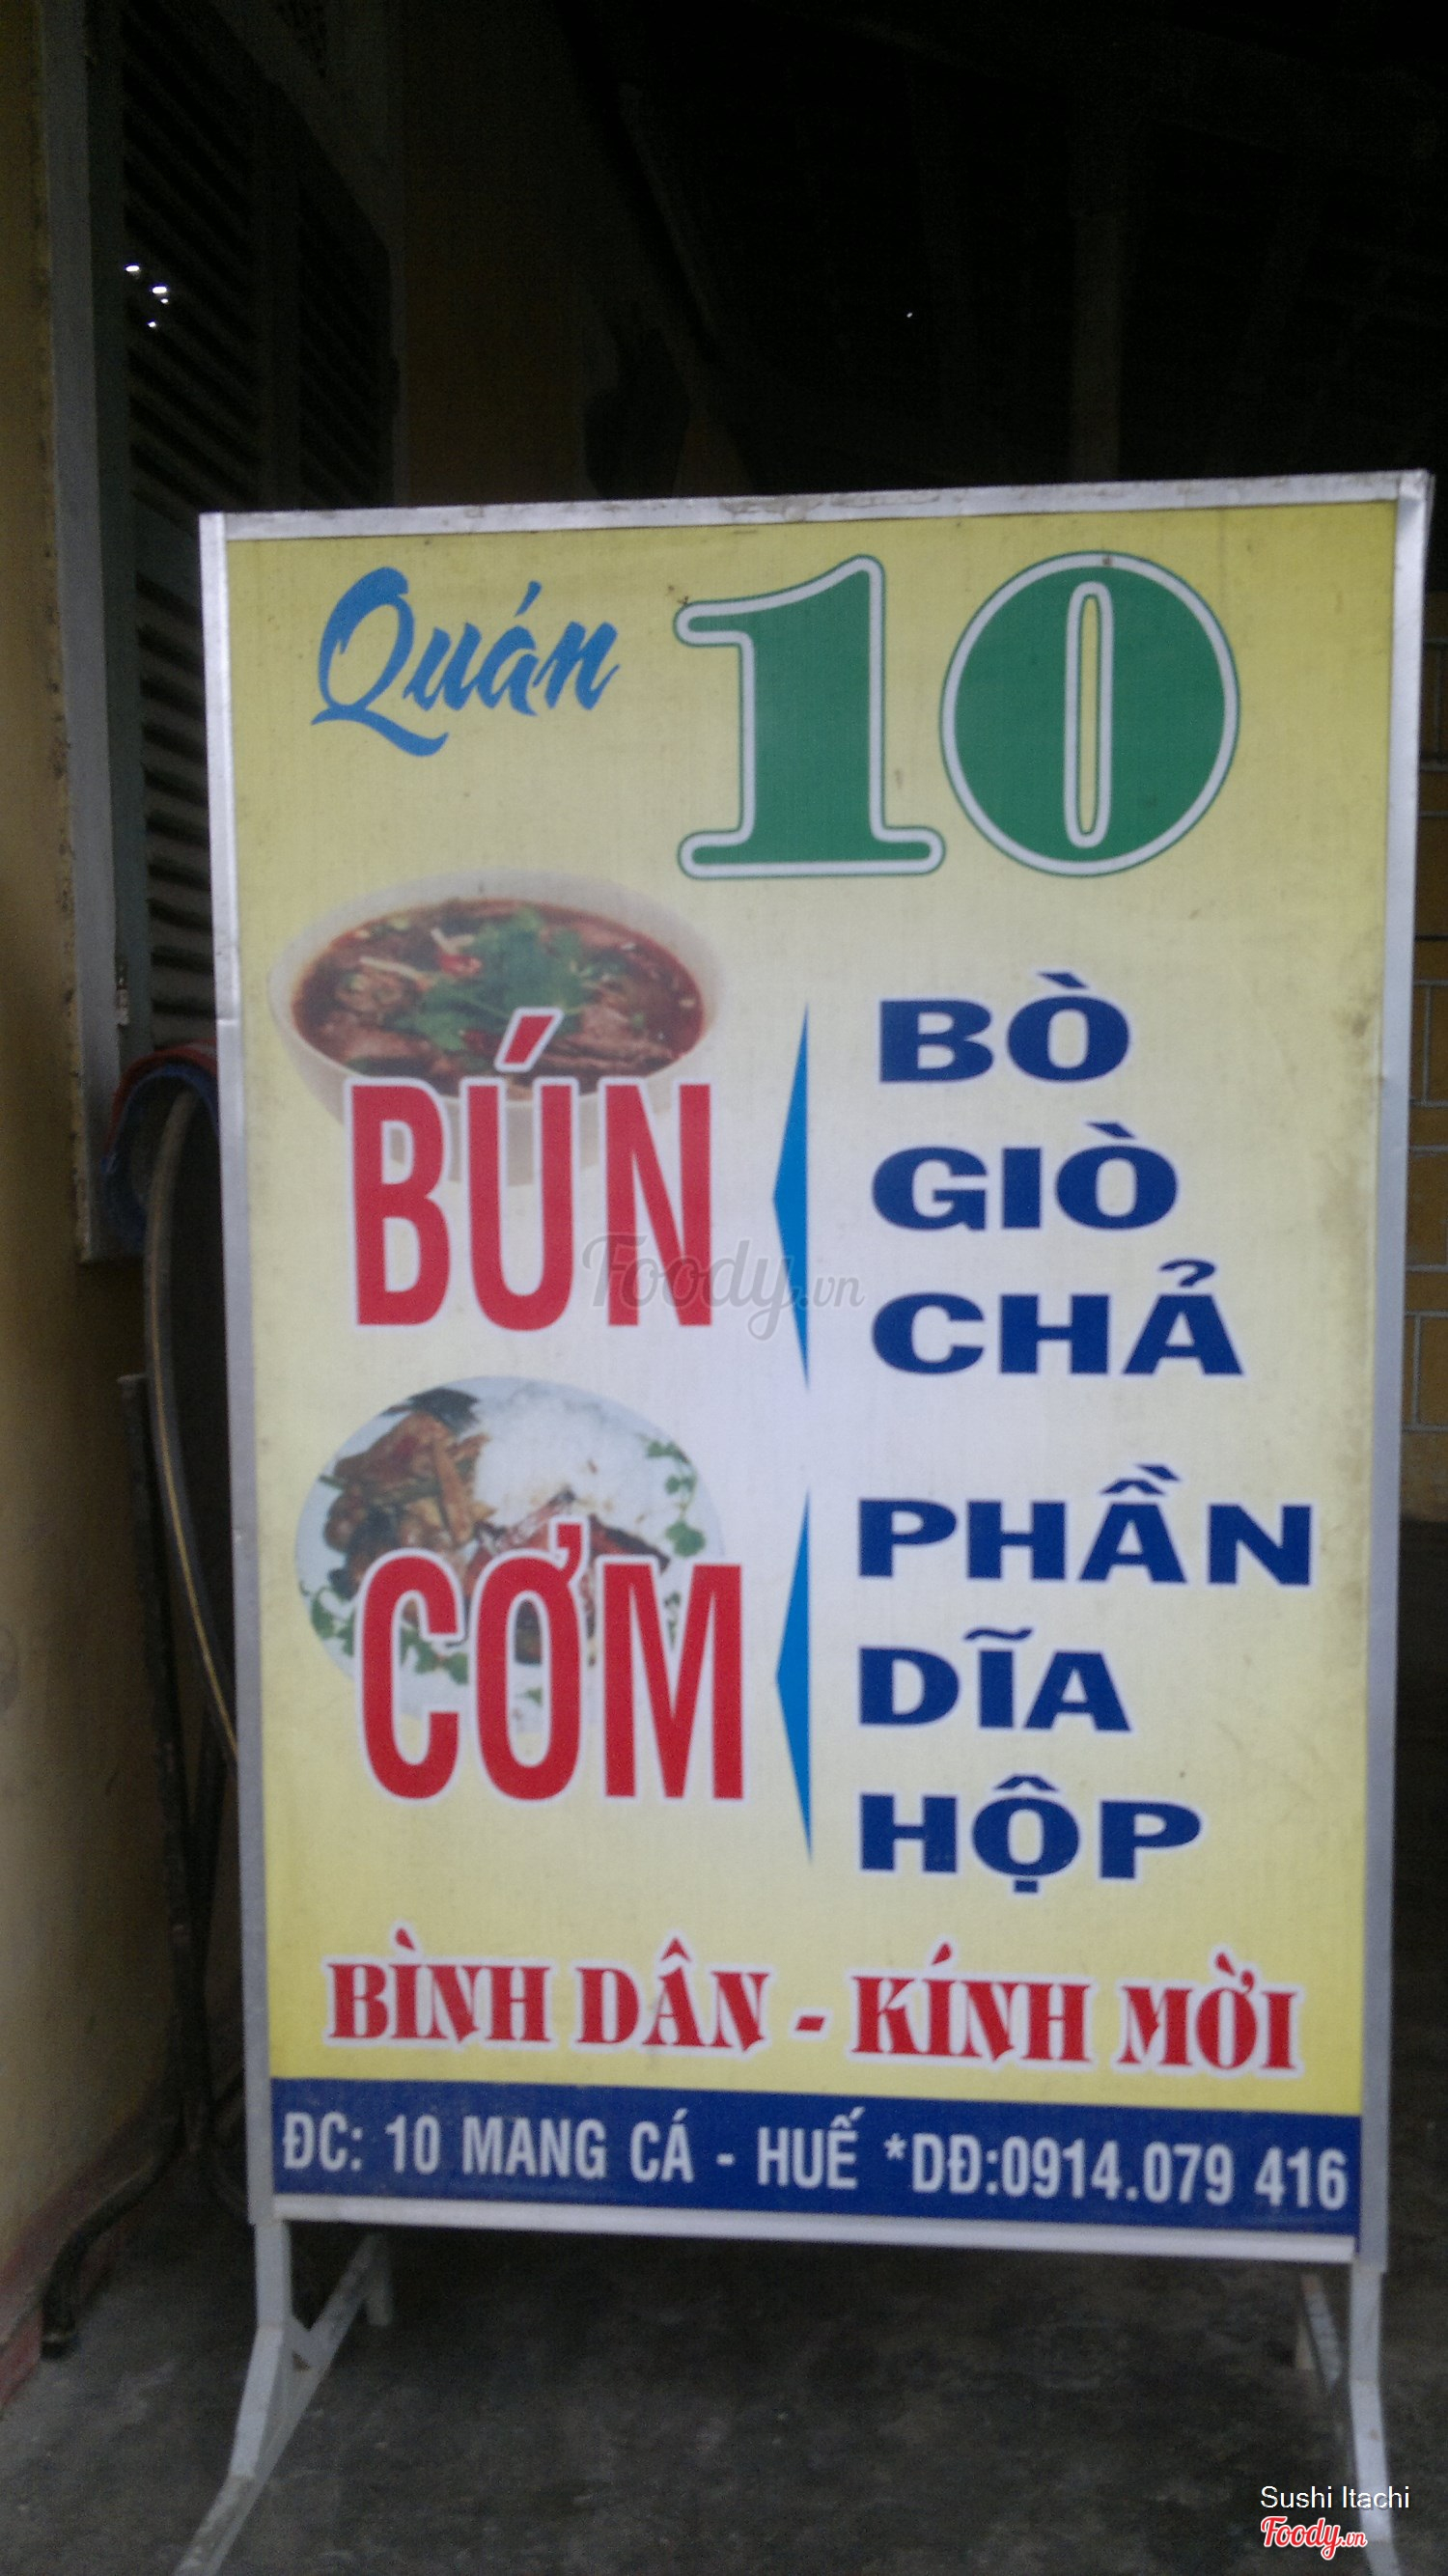 Quán 10
BÚN
BÒ
GIÒ
CHẢ
CƠM
PHẦN
DĨA
HỘP
BÌNH DÂN - KÍNH MỜI
ĐC: 10 MANG CÁ - HUẾ *DĐ:0914.079 416
Foody.vn
Sushi Itachi
Foody.vn